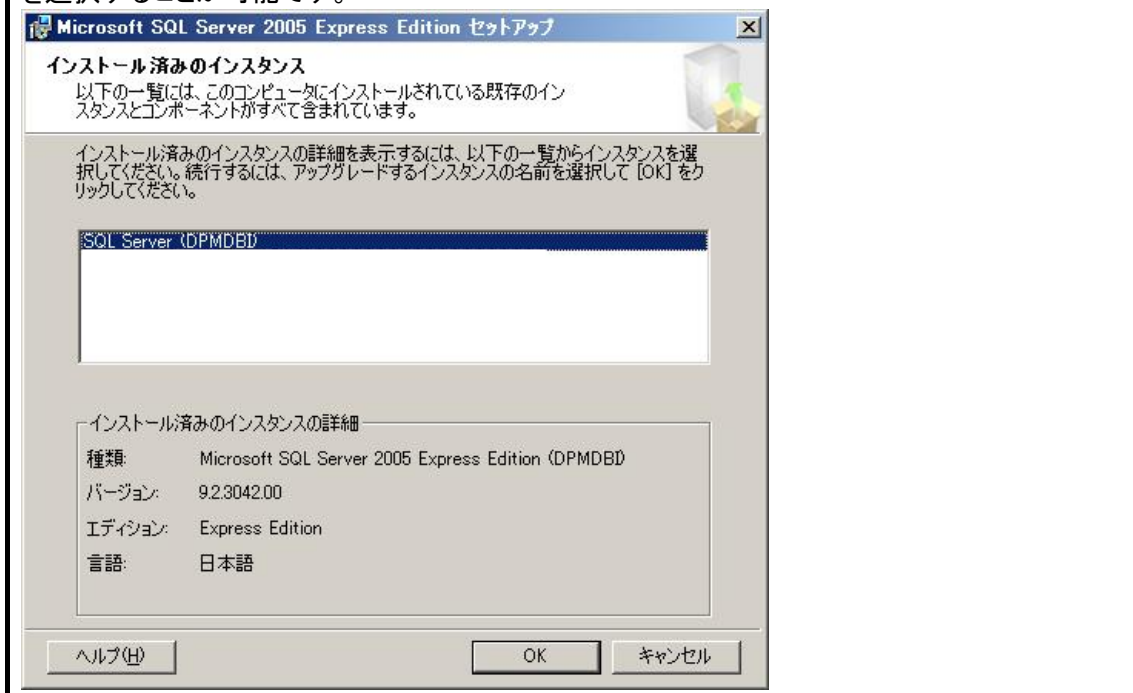 を選択することが可能です。
Microsoft SQL Server 2005 Express Edition セットアップ
インストール済みのインスタンス
以下の一覧には、このコンピュータにインストールされている既存のイン
スタンスとコンポーネントがすべて含まれています。
インストール済みのインスタンスの詳細を表示するには、以下の一覧からインスタンスを選
択してください。続行するには、アップグレードするインスタンスの名前を選択して [OK] をク
リックしてください。
SQL Server (DPMDBI)
インストール済みのインスタンスの詳細
種類: Microsoft SQL Server 2005 Express Edition (DPMDBI)
バージョン: 9.2.3042.00
エディション: Express Edition
言語: 日本語
ヘルプ(H) OK キャンセル